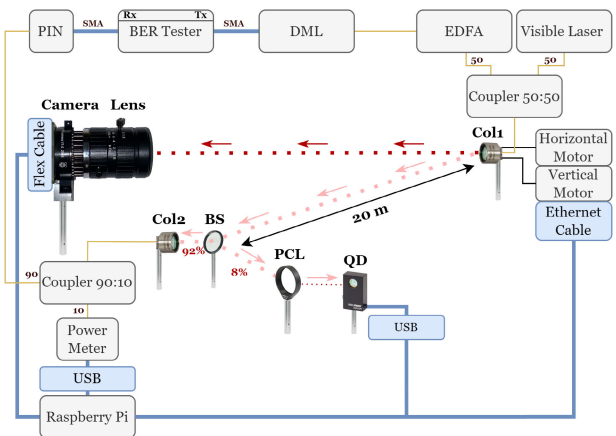 Rx
Tx
PIN
SMA
BER Tester
SMA
DML
EDFA
Visible Laser
50
50
Coupler 50:50
Camera
Lens
Flex Cable
Col1
Horizontal
Motor
Vertical
Motor
Ethernet
Cable
20 m
Col2
BS
92%
8%
PCL
QD
90
Coupler 90:10
10
Power
Meter
USB
USB
Raspberry Pi